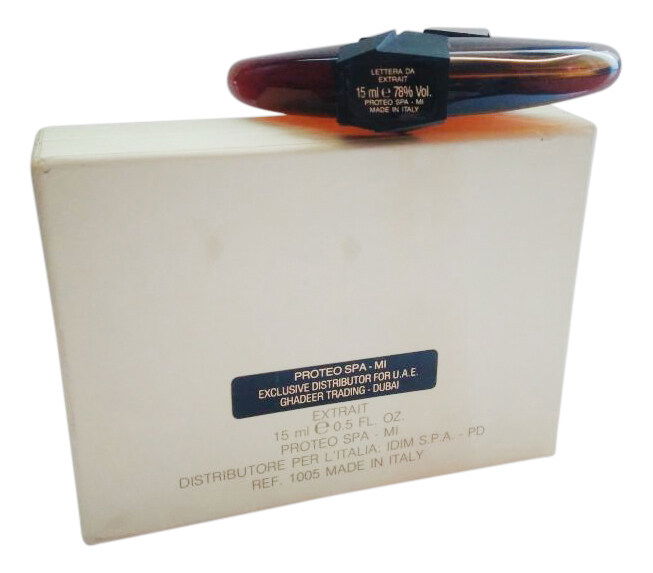 LETTERA DA
EXTRAIT
15 ml ℮ 78% Vol.
PROTEO SPA - MI
MADE IN ITALY
PROTEO SPA - MI
EXCLUSIVE DISTRIBUTOR FOR U.A.E.
GHADEER TRADING - DUBAI
EXTRAIT
15 ml ℮ 0.5 FL. OZ.
PROTEO SPA - MI
DISTRIBUTORE PER L'ITALIA: IDIM S.P.A. - PD
REF. 1005 MADE IN ITALY